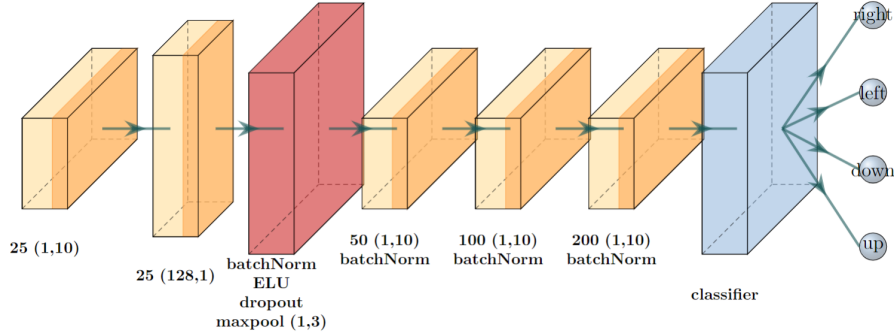 right
left
down
up
25 (1,10)
25 (128,1)
batchNorm
ELU
dropout
maxpool (1,3)
50 (1,10)
batchNorm
100 (1,10)
batchNorm
200 (1,10)
batchNorm
classifier